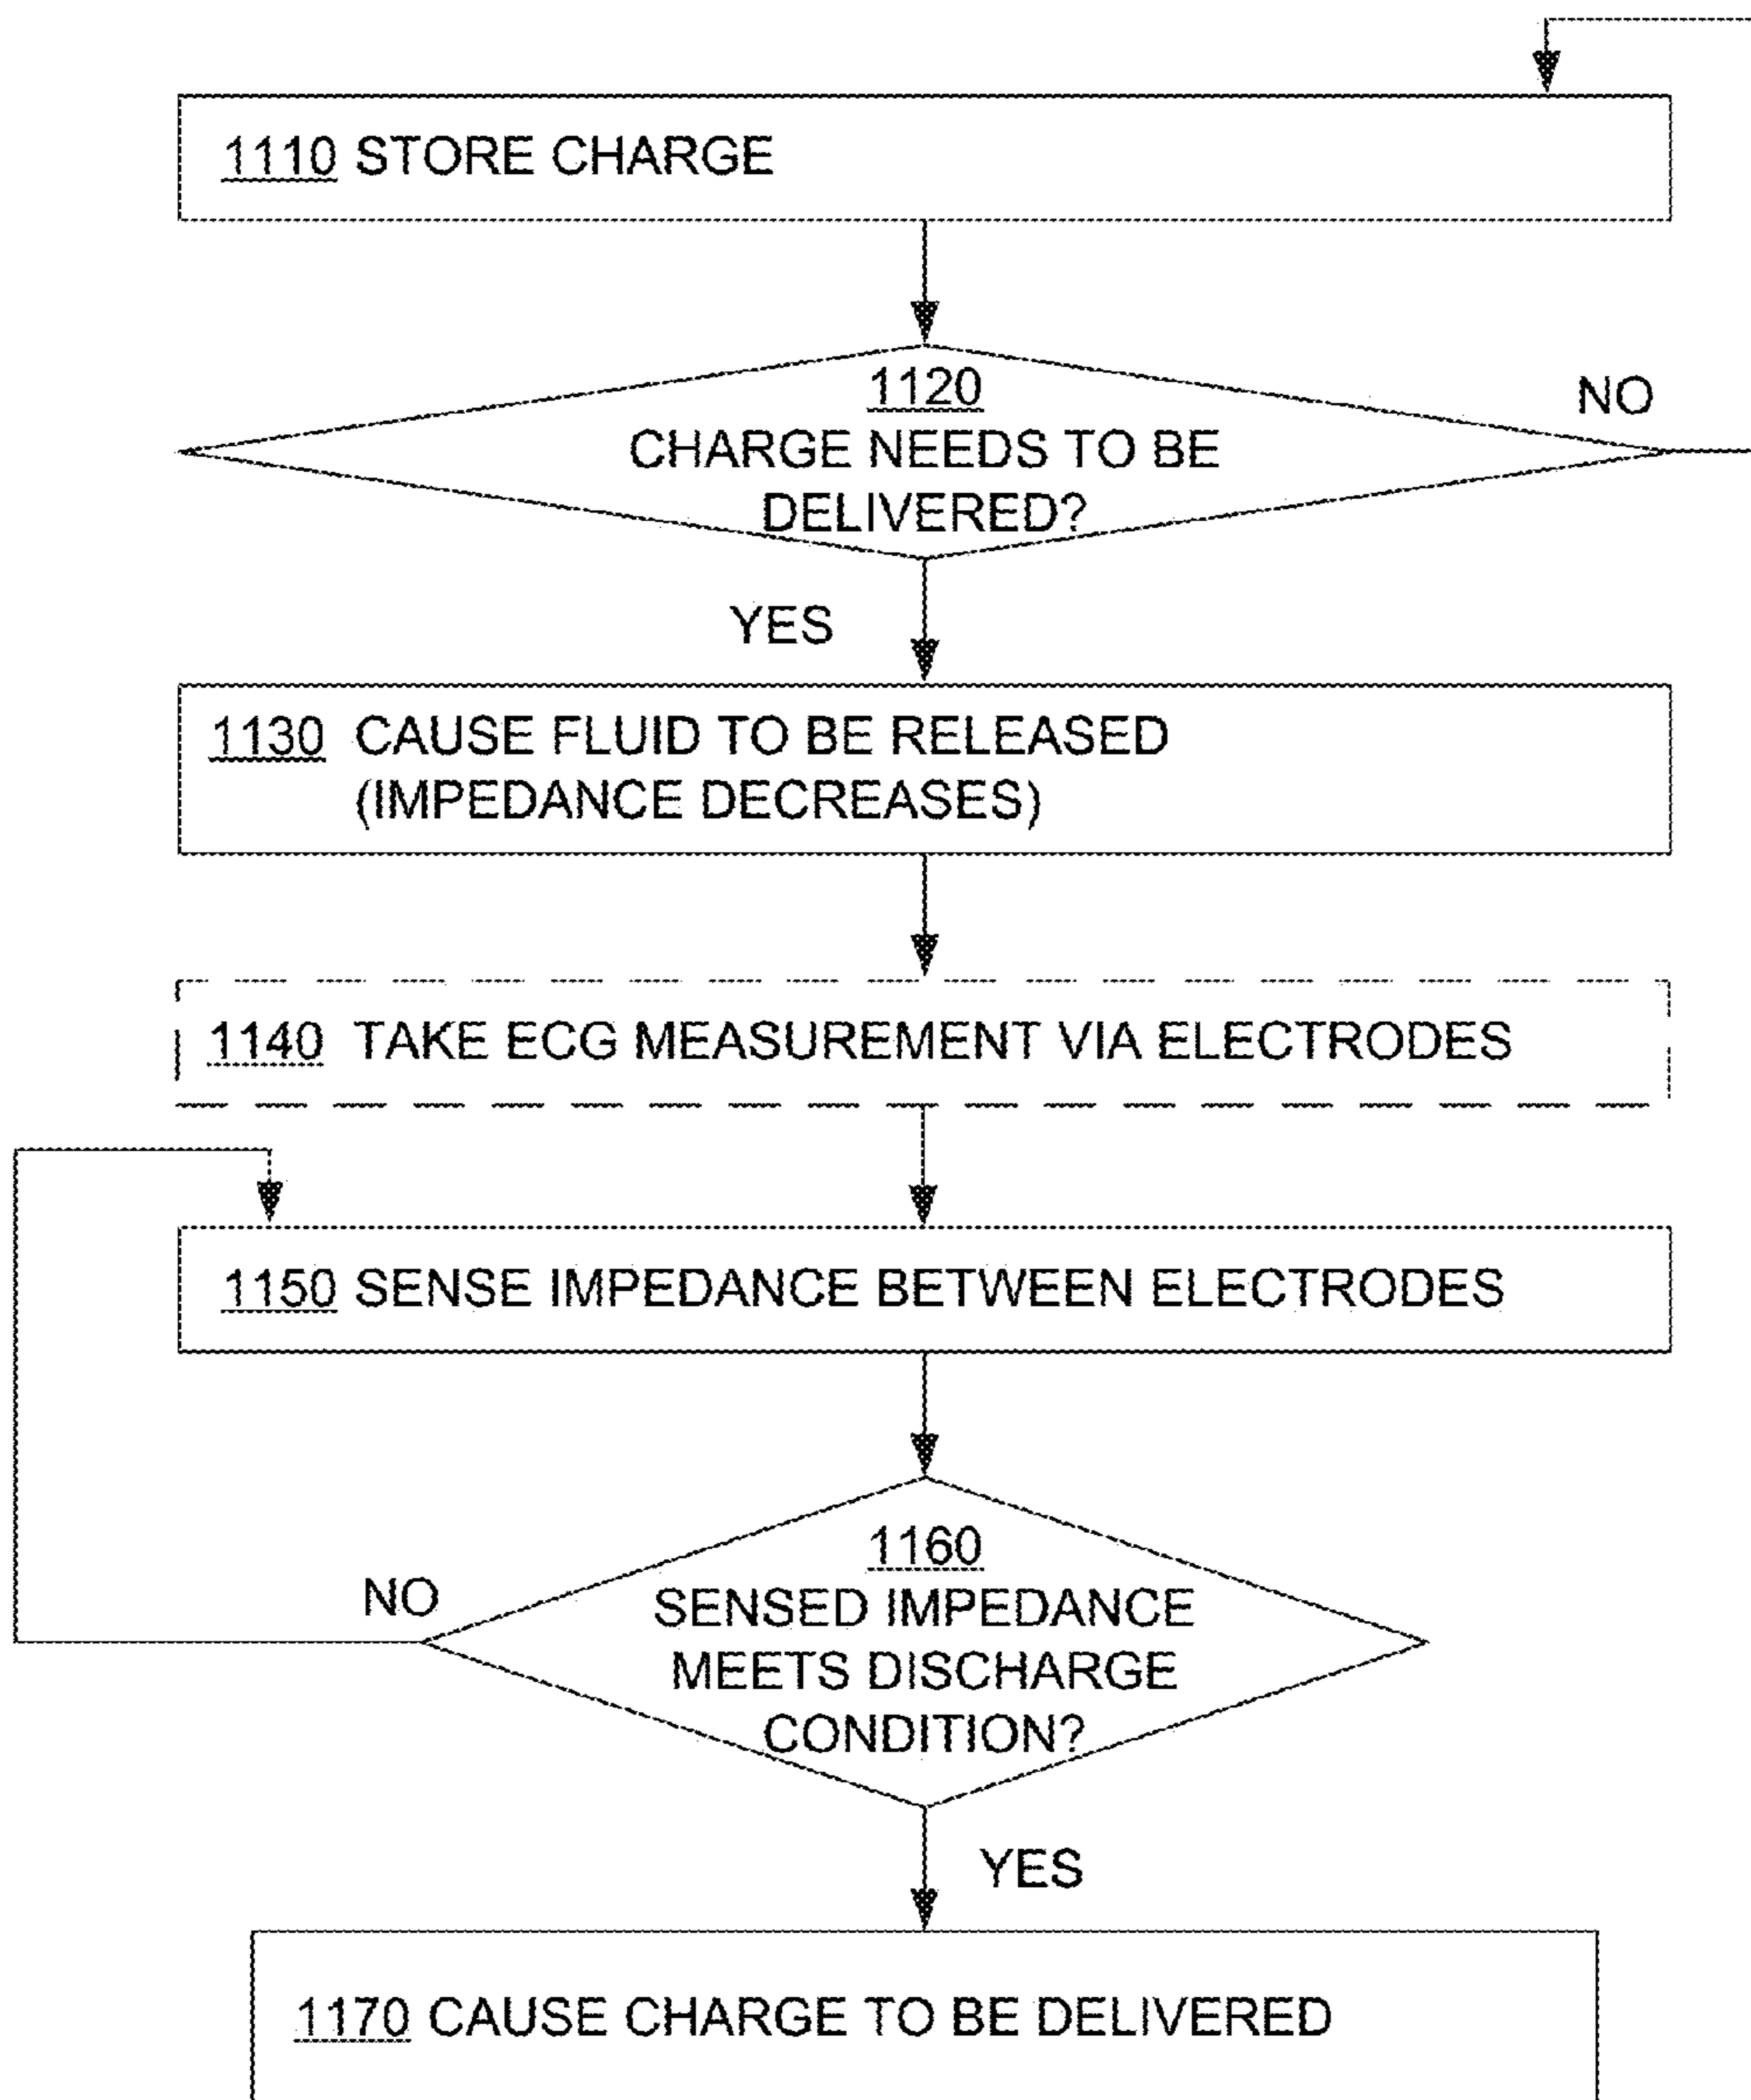 1110 STORE CHARGE
1120
NO
CHARGE NEEDS TO BE
DELIVERED?
YES
1130 CAUSE FLUID TO BE RELEASED
(IMPEDANCE DECREASES)
1140 TAKE ECG MEASUREMENT VIA ELECTRODES
1150 SENSE IMPEDANCE BETWEEN ELECTRODES
1160
NO
SENSED IMPEDANCE
MEETS DISCHARGE
CONDITION?
YES
1170 CAUSE CHARGE TO BE DELIVERED